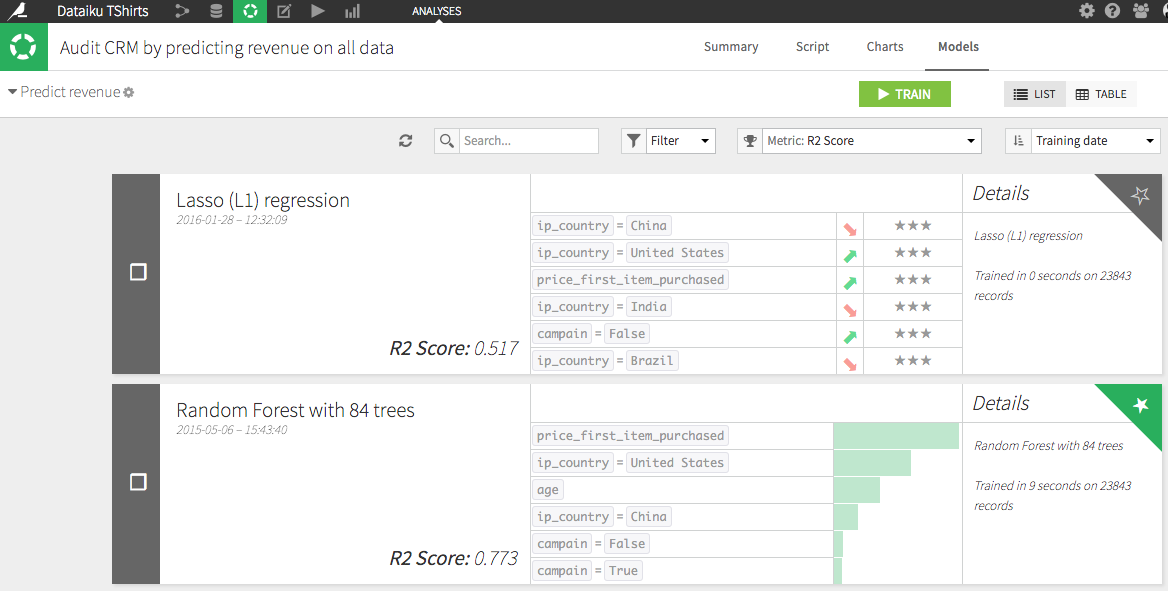 Dataiku TShirts ANALYSES
Audit CRM by predicting revenue on all data Summary Script Charts Models
Predict revenue TRAIN LIST TABLE
Search... Filter Metric: R2 Score Training date
Lasso (L1) regression
2016-01-28 – 12:32:09
R2 Score: 0.517
ip_country = China
ip_country = United States
price_first_item_purchased
ip_country = India
campain = False
ip_country = Brazil
Details
Lasso (L1) regression
Trained in 0 seconds on 23843
records
Random Forest with 84 trees
2015-05-06 – 15:43:40
R2 Score: 0.773
price_first_item_purchased
ip_country = United States
age
ip_country = China
campain = False
campain = True
Details
Random Forest with 84 trees
Trained in 9 seconds on 23843
records